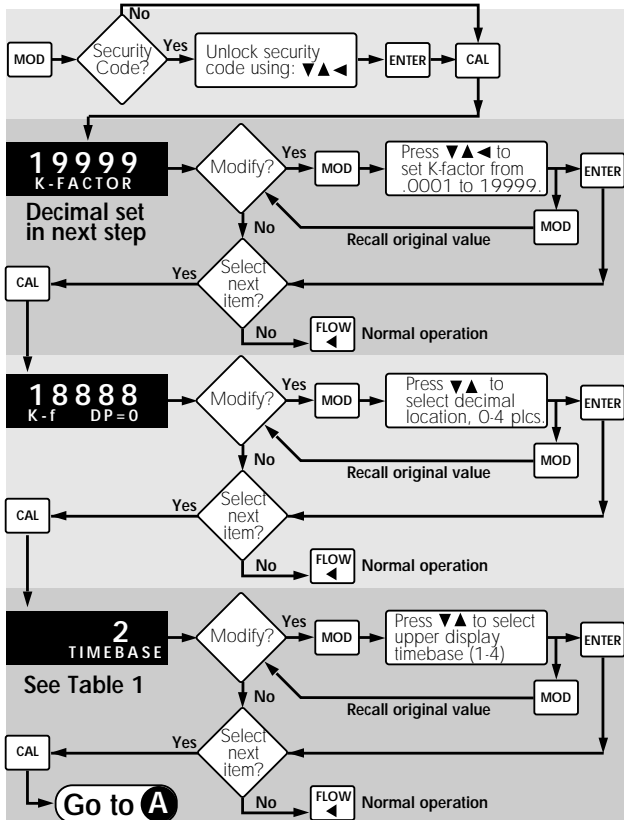 No
MOD
Security
Code?
Yes
Unlock security
code using: ▼▲◄
ENTER
CAL
19999
K-FACTOR
Decimal set
in next step
Modify?
Yes
MOD
Press ▼▲◄ to
set K-factor from
.0001 to 19999.
ENTER
MOD
Recall original value
No
CAL
Yes
Select
next
item?
No
FLOW
◄
Normal operation
18888
K-f DP=0
Modify?
Yes
MOD
Press ▼▲ to
select decimal
location, 0-4 plcs.
ENTER
MOD
Recall original value
No
CAL
Yes
Select
next
item?
No
FLOW
◄
Normal operation
2
TIMEBASE
See Table 1
Modify?
Yes
MOD
Press ▼▲ to select
upper display
timebase (1-4)
ENTER
MOD
Recall original value
No
CAL
Yes
Select
next
item?
No
FLOW
◄
Normal operation
Go to A